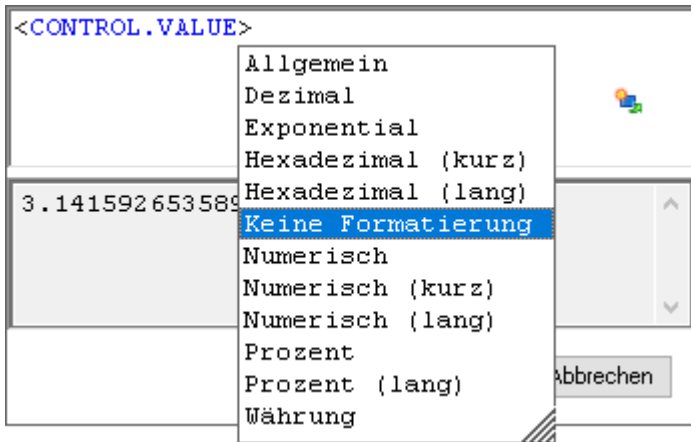 <CONTROL.VALUE>
Allgemein
Dezimal
Exponential
Hexadezimal (kurz)
Hexadezimal (lang)
3.14159265358
Keine Formatierung
Numerisch
Numerisch (kurz)
Numerisch (lang)
Prozent
Prozent (lang)
Abbrechen
Währung